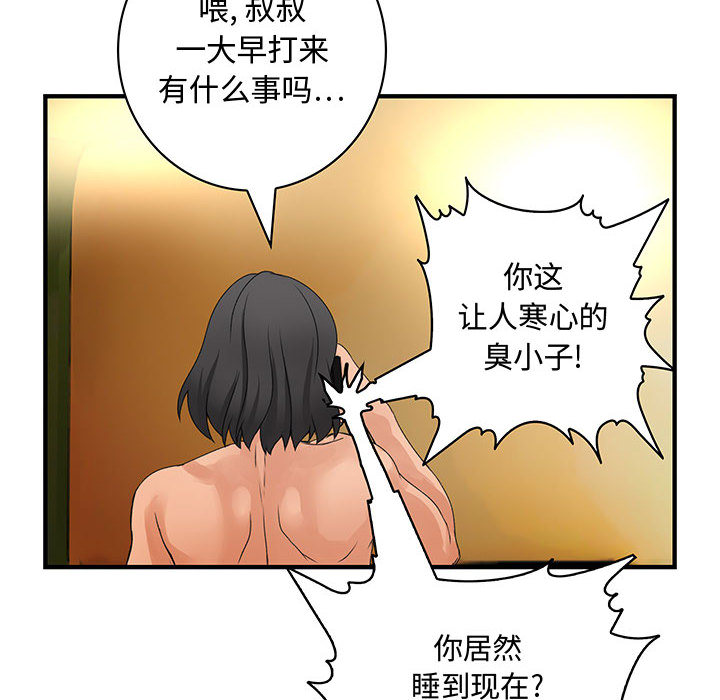 喂, 叔叔
一大早打来
有什么事吗...
你这
让人寒心的
臭小子!
你居然
睡到现在?